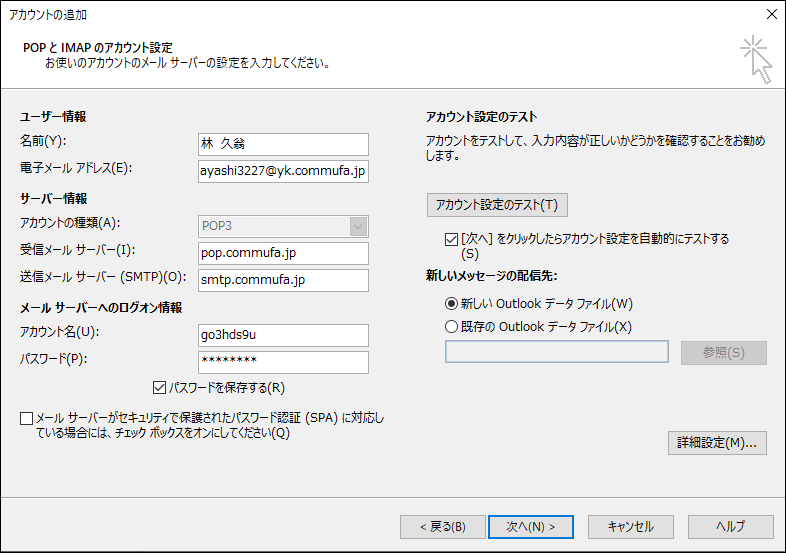 アカウントの追加
POP と IMAP のアカウント設定
お使いのアカウントのメール サーバーの設定を入力してください。
ユーザー情報
名前(Y):
林 久翁
電子メール アドレス(E):
ayashi3227@yk.commufa.jp
サーバー情報
アカウントの種類(A):
POP3
受信メール サーバー(I):
pop.commufa.jp
送信メール サーバー (SMTP)(O):
smtp.commufa.jp
メール サーバーへのログオン情報
アカウント名(U):
go3hds9u
パスワード(P):
********
パスワードを保存する(R)
メール サーバーがセキュリティで保護されたパスワード認証 (SPA) に対応し
ている場合には、チェック ボックスをオンにしてください(Q)
アカウント設定のテスト
アカウントをテストして、入力内容が正しいかどうかを確認することをお勧め
します。
アカウント設定のテスト(T)
[次へ] をクリックしたらアカウント設定を自動的にテストする
(S)
新しいメッセージの配信先:
新しい Outlook データ ファイル(W)
既存の Outlook データ ファイル(X)
参照(S)
詳細設定(M)...
< 戻る(B)
次へ(N) >
キャンセル
ヘルプ